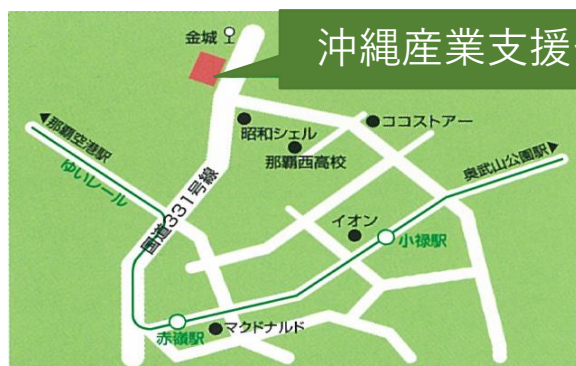 金城
沖縄産業支援
昭和シェル
ココストアー
那覇西高校
那覇空港駅
ゆいレール
国道331号線
奥武山公園駅
イオン
小禄駅
赤嶺駅
マクドナルド